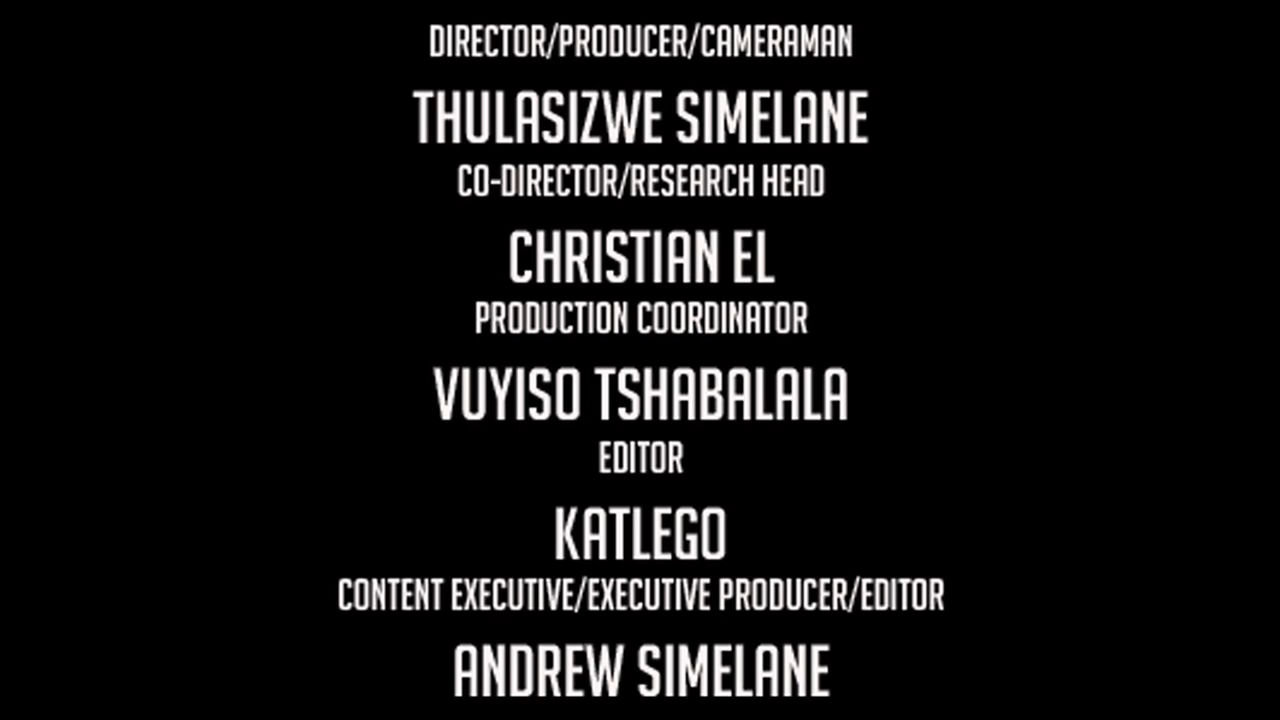 DIRECTOR/PRODUCER/CAMERAMAN
THULASIZWE SIMELANE
CO-DIRECTOR/RESEARCH HEAD
CHRISTIAN EL
PRODUCTION COORDINATOR
VUYISO TSHABALALA
EDITOR
KATLEGO
CONTENT EXECUTIVE/EXECUTIVE PRODUCER/EDITOR
ANDREW SIMELANE